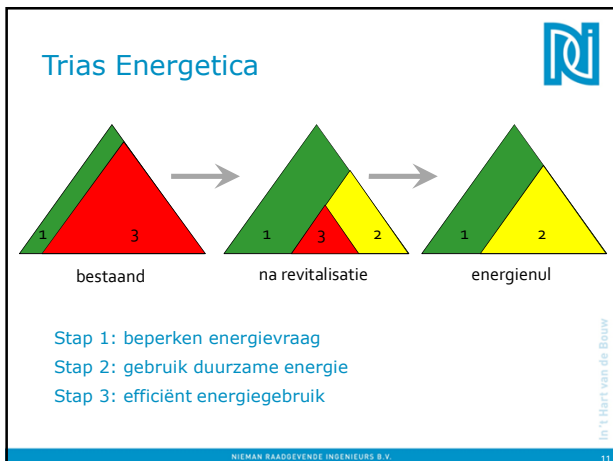 Trias Energetica
1 3
1 3 2
1 2
bestaand
na revitalisatie
energienul
Stap 1: beperken energievraag
Stap 2: gebruik duurzame energie
Stap 3: efficiënt energiegebruik
In 't Hart van de Bouw
NIEMAN RAADGEVENDE INGENIEURS B.V.
11